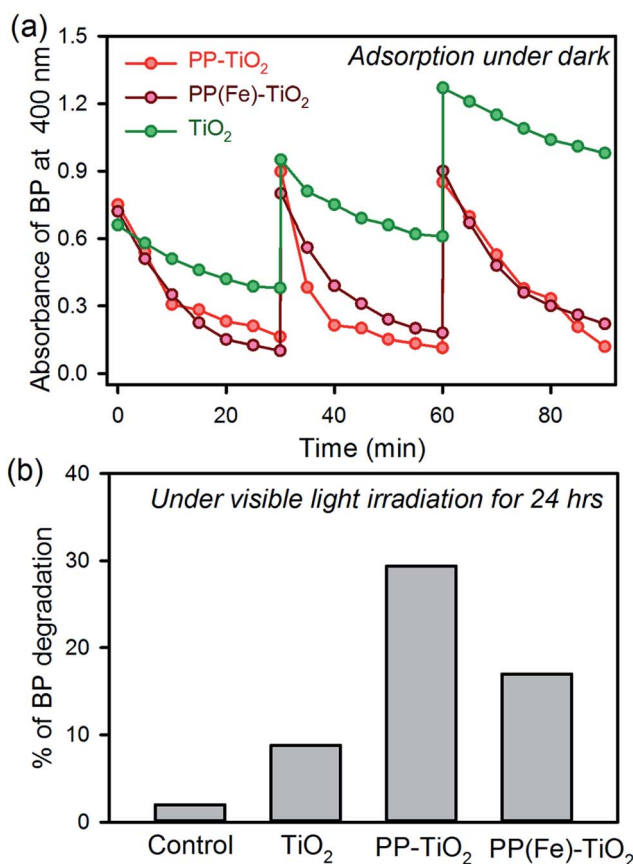 (a)
Adsorption under dark
PP-TiO₂
PP(Fe)-TiO₂
TiO₂
1.5
1.2
0.9
0.6
0.3
0.0
Absorbance of BP at 400 nm
0 20 40 60 80
Time (min)
(b)
Under visible light irradiation for 24 hrs
40
30
20
10
0
% of BP degradation
Control TiO₂ PP-TiO₂ PP(Fe)-TiO₂